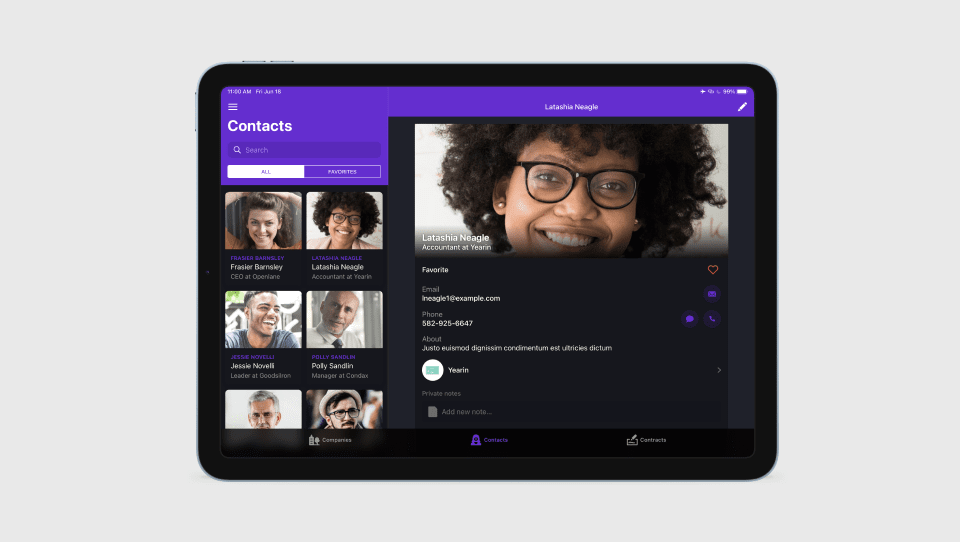 11:00 AM Fri Jun 15
99%
Contacts
Search
ALL
FAVORITES
FRASIER BARNSLEY
Frasier Barnsley
CEO at Openlane
LATASHIA NEAGLE
Latashia Neagle
Accountant at Yearin
JESSIE NOVELLI
Jessie Novelli
Leader at Goodsitron
POLLY SANDLIN
Polly Sandlin
Manager at Condax
Latashia Neagle
Latashia Neagle
Accountant at Yearin
Favorite
Email
lneagle1@example.com
Phone
582-925-6647
About
Justo euismod dignissim condimentum est ultricies dictum
Yearin
Private notes
Add new note...
Companies
Contacts
Contracts